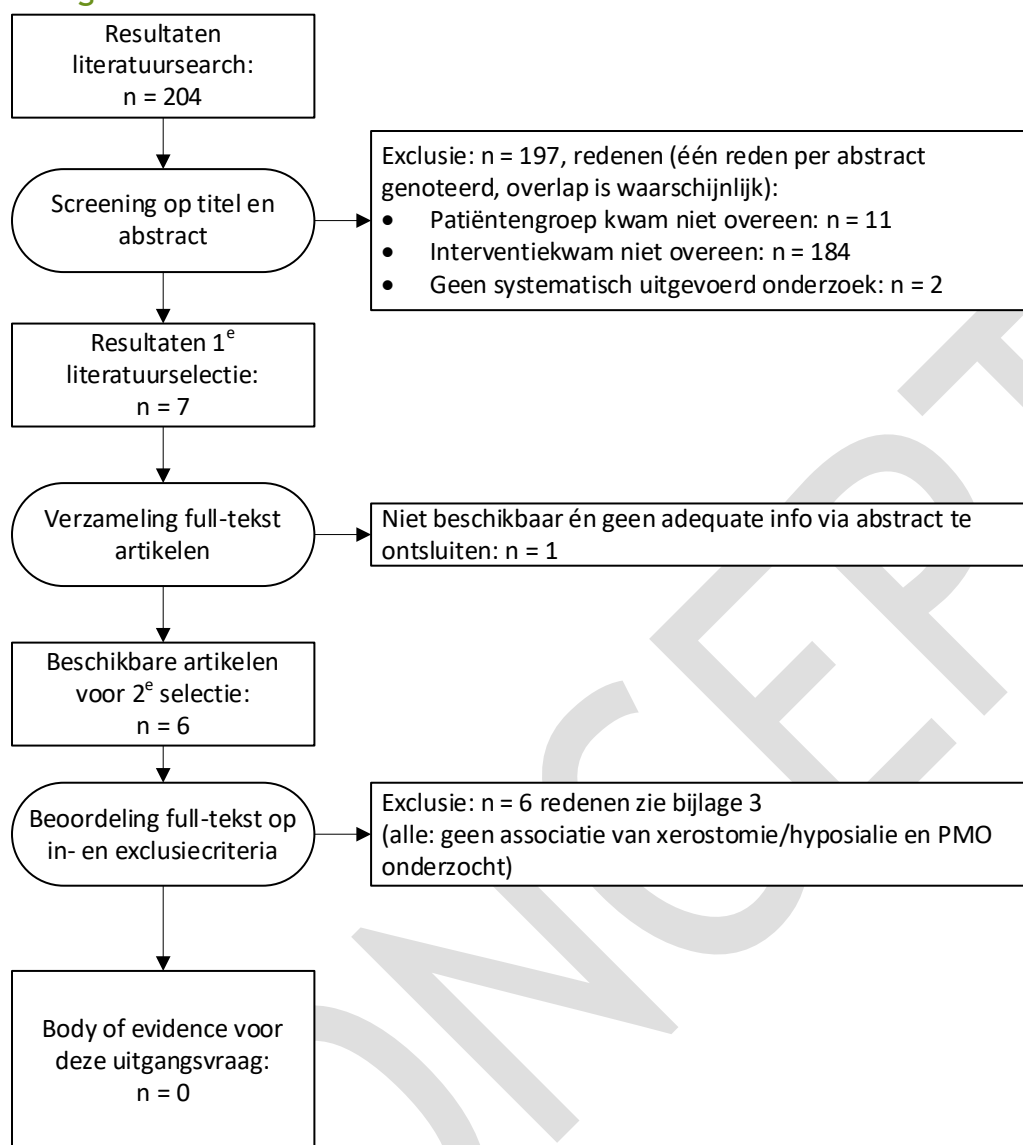 Resultaten
literatuursearch:
n = 204
Screening op titel en
abstract
Exclusie: n = 197, redenen (één reden per abstract
genoteerd, overlap is waarschijnlijk):
• Patiëntengroep kwam niet overeen: n = 11
• Interventiekwam niet overeen: n = 184
• Geen systematisch uitgevoerd onderzoek: n = 2
Resultaten 1e
literatuurselectie:
n = 7
Verzameling full-tekst
artikelen
Niet beschikbaar én geen adequate info via abstract te
ontsluiten: n = 1
Beschikbare artikelen
voor 2e selectie:
n = 6
Beoordeling full-tekst op
in- en exclusiecriteria
Exclusie: n = 6 redenen zie bijlage 3
(alle: geen associatie van xerostomie/hyposialie en PMO
onderzocht)
Body of evidence voor
deze uitgangsvraag:
n = 0
ONCEPT